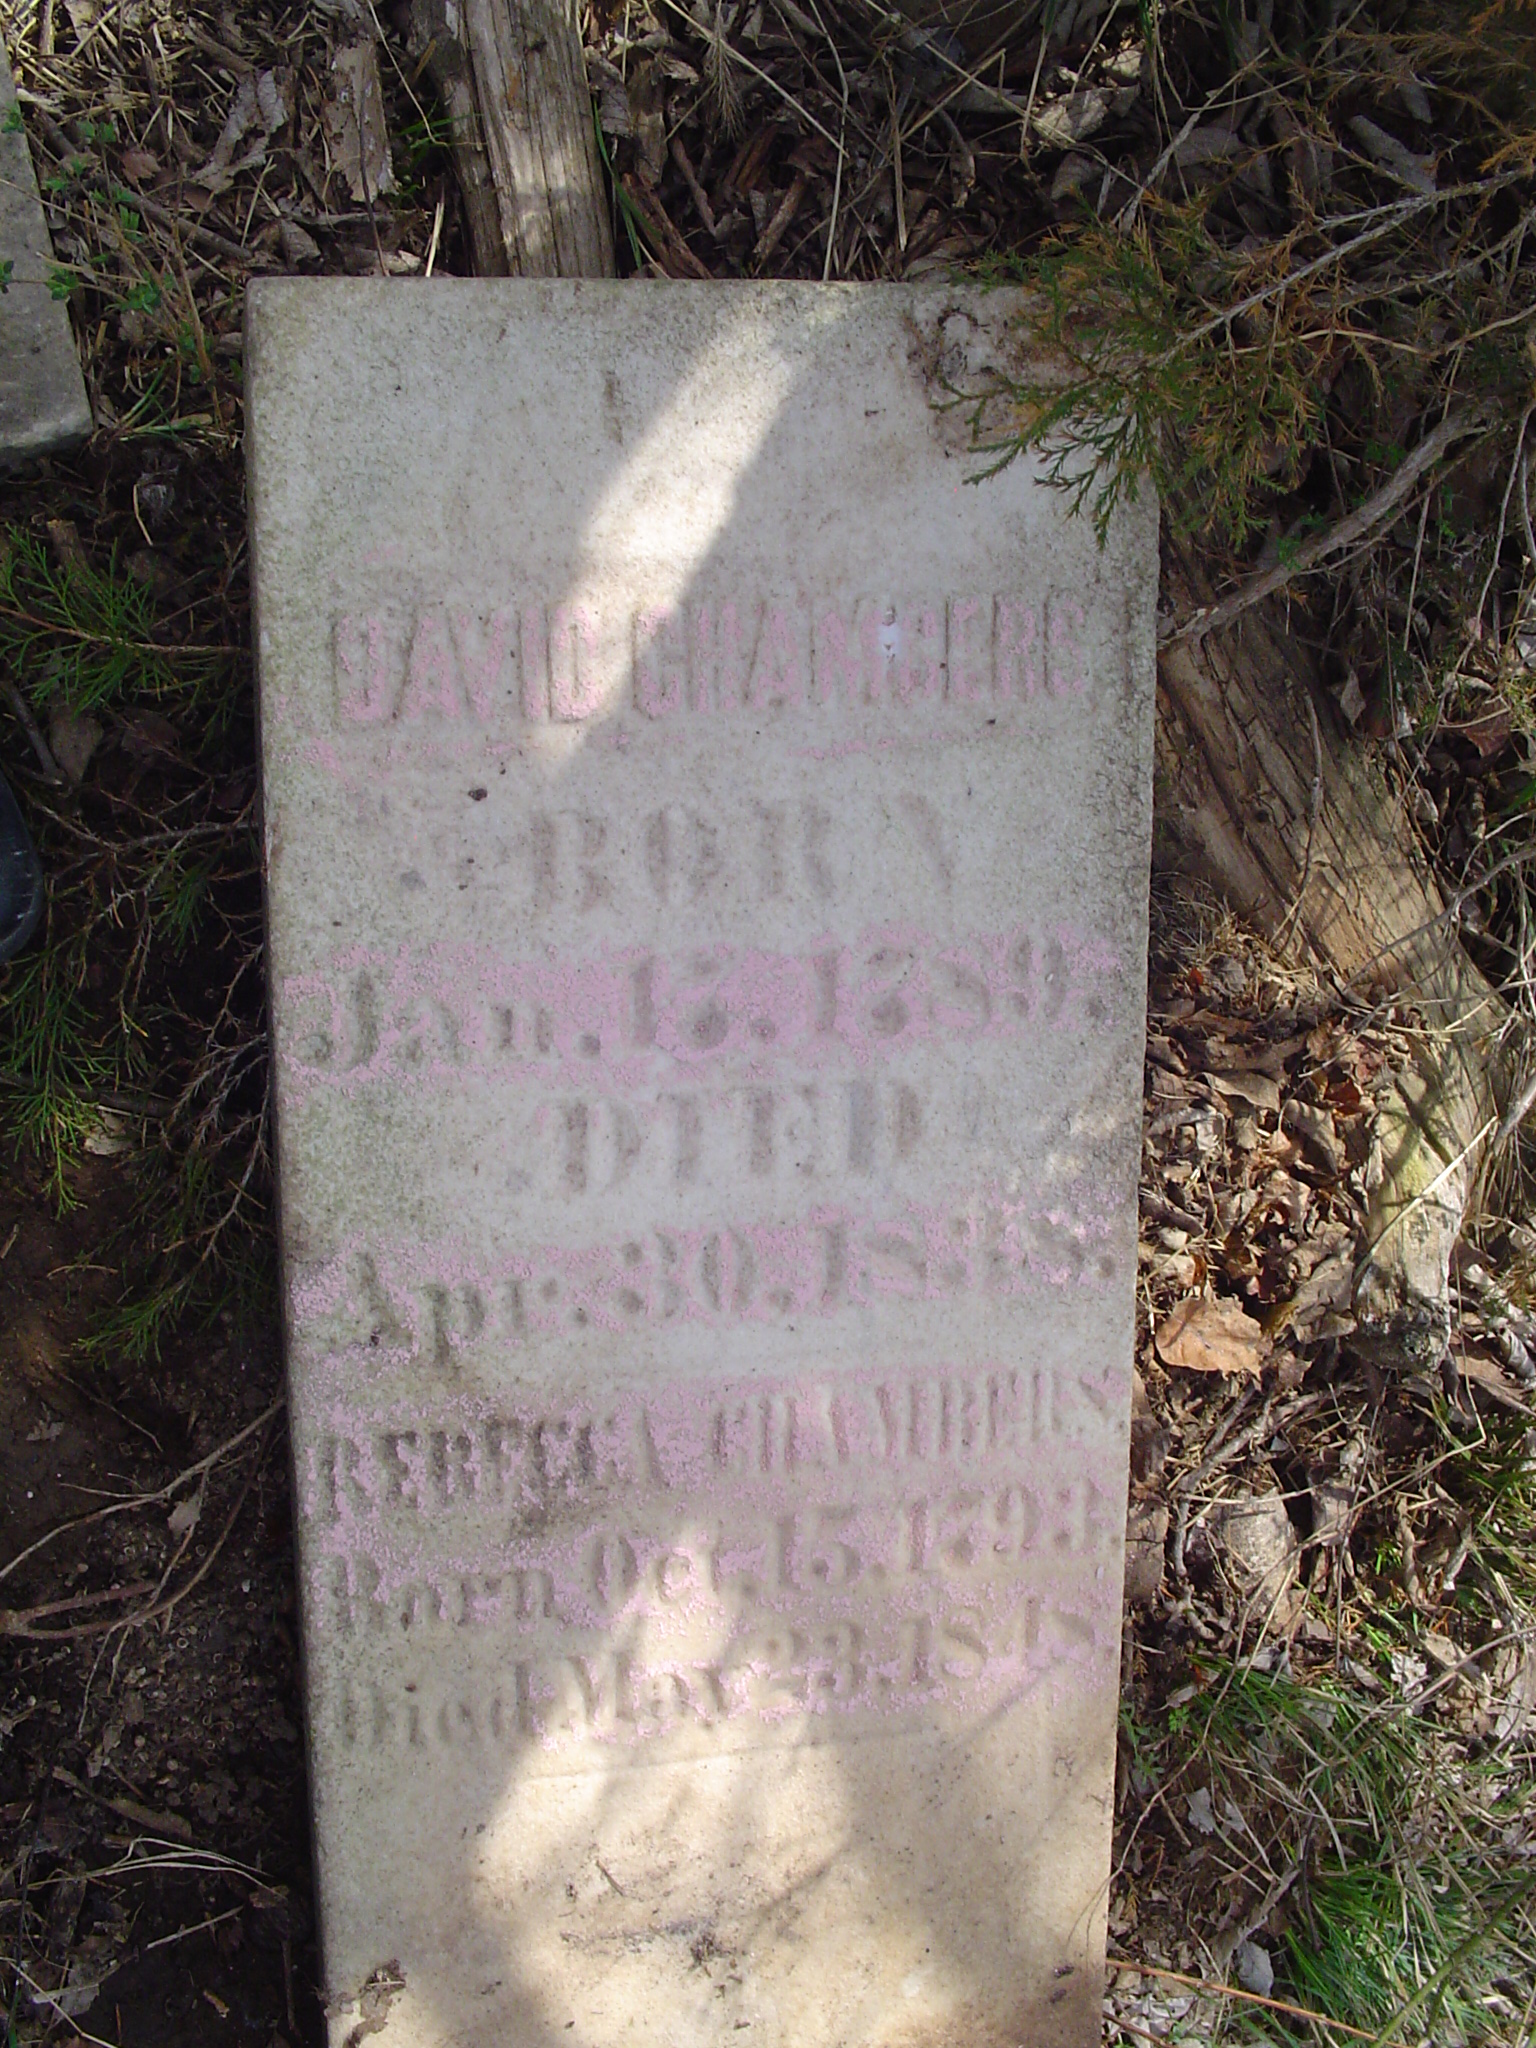 DAVID CHAMBERS
BORN
Jan. 17. 1789.
DIED
Apr. 30. 1848.
REBECCA CHAMBERS.
Born Oct. 15. 1793.
Died May 23. 1848.